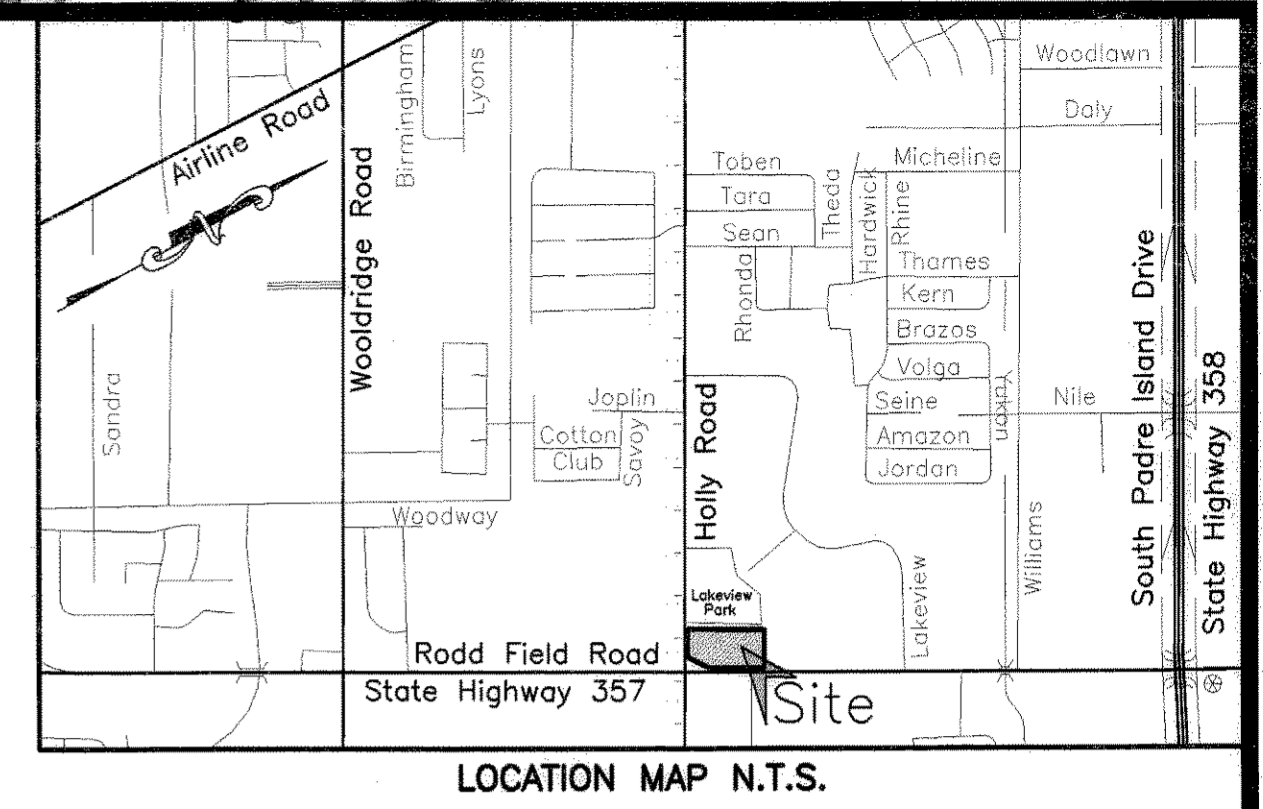 Woodlawn
Daly
Airline Road
Birmingham
Lyons
Wooldridge Road
Toben
Tara
Sean
Theda
Hardwick
Micheline
Rhine
Rhonda
Thames
Kern
Brazos
Volga
Seine
Amazon
Jordan
Yukon
Nile
South Padre Island Drive
State Highway 358
Sandra
Joplin
Cotton
Club
Savoy
Holly Road
Woodway
Williams
Lakeview
Lakeview
Park
Rodd Field Road
State Highway 357
Site
N
LOCATION MAP N.T.S.